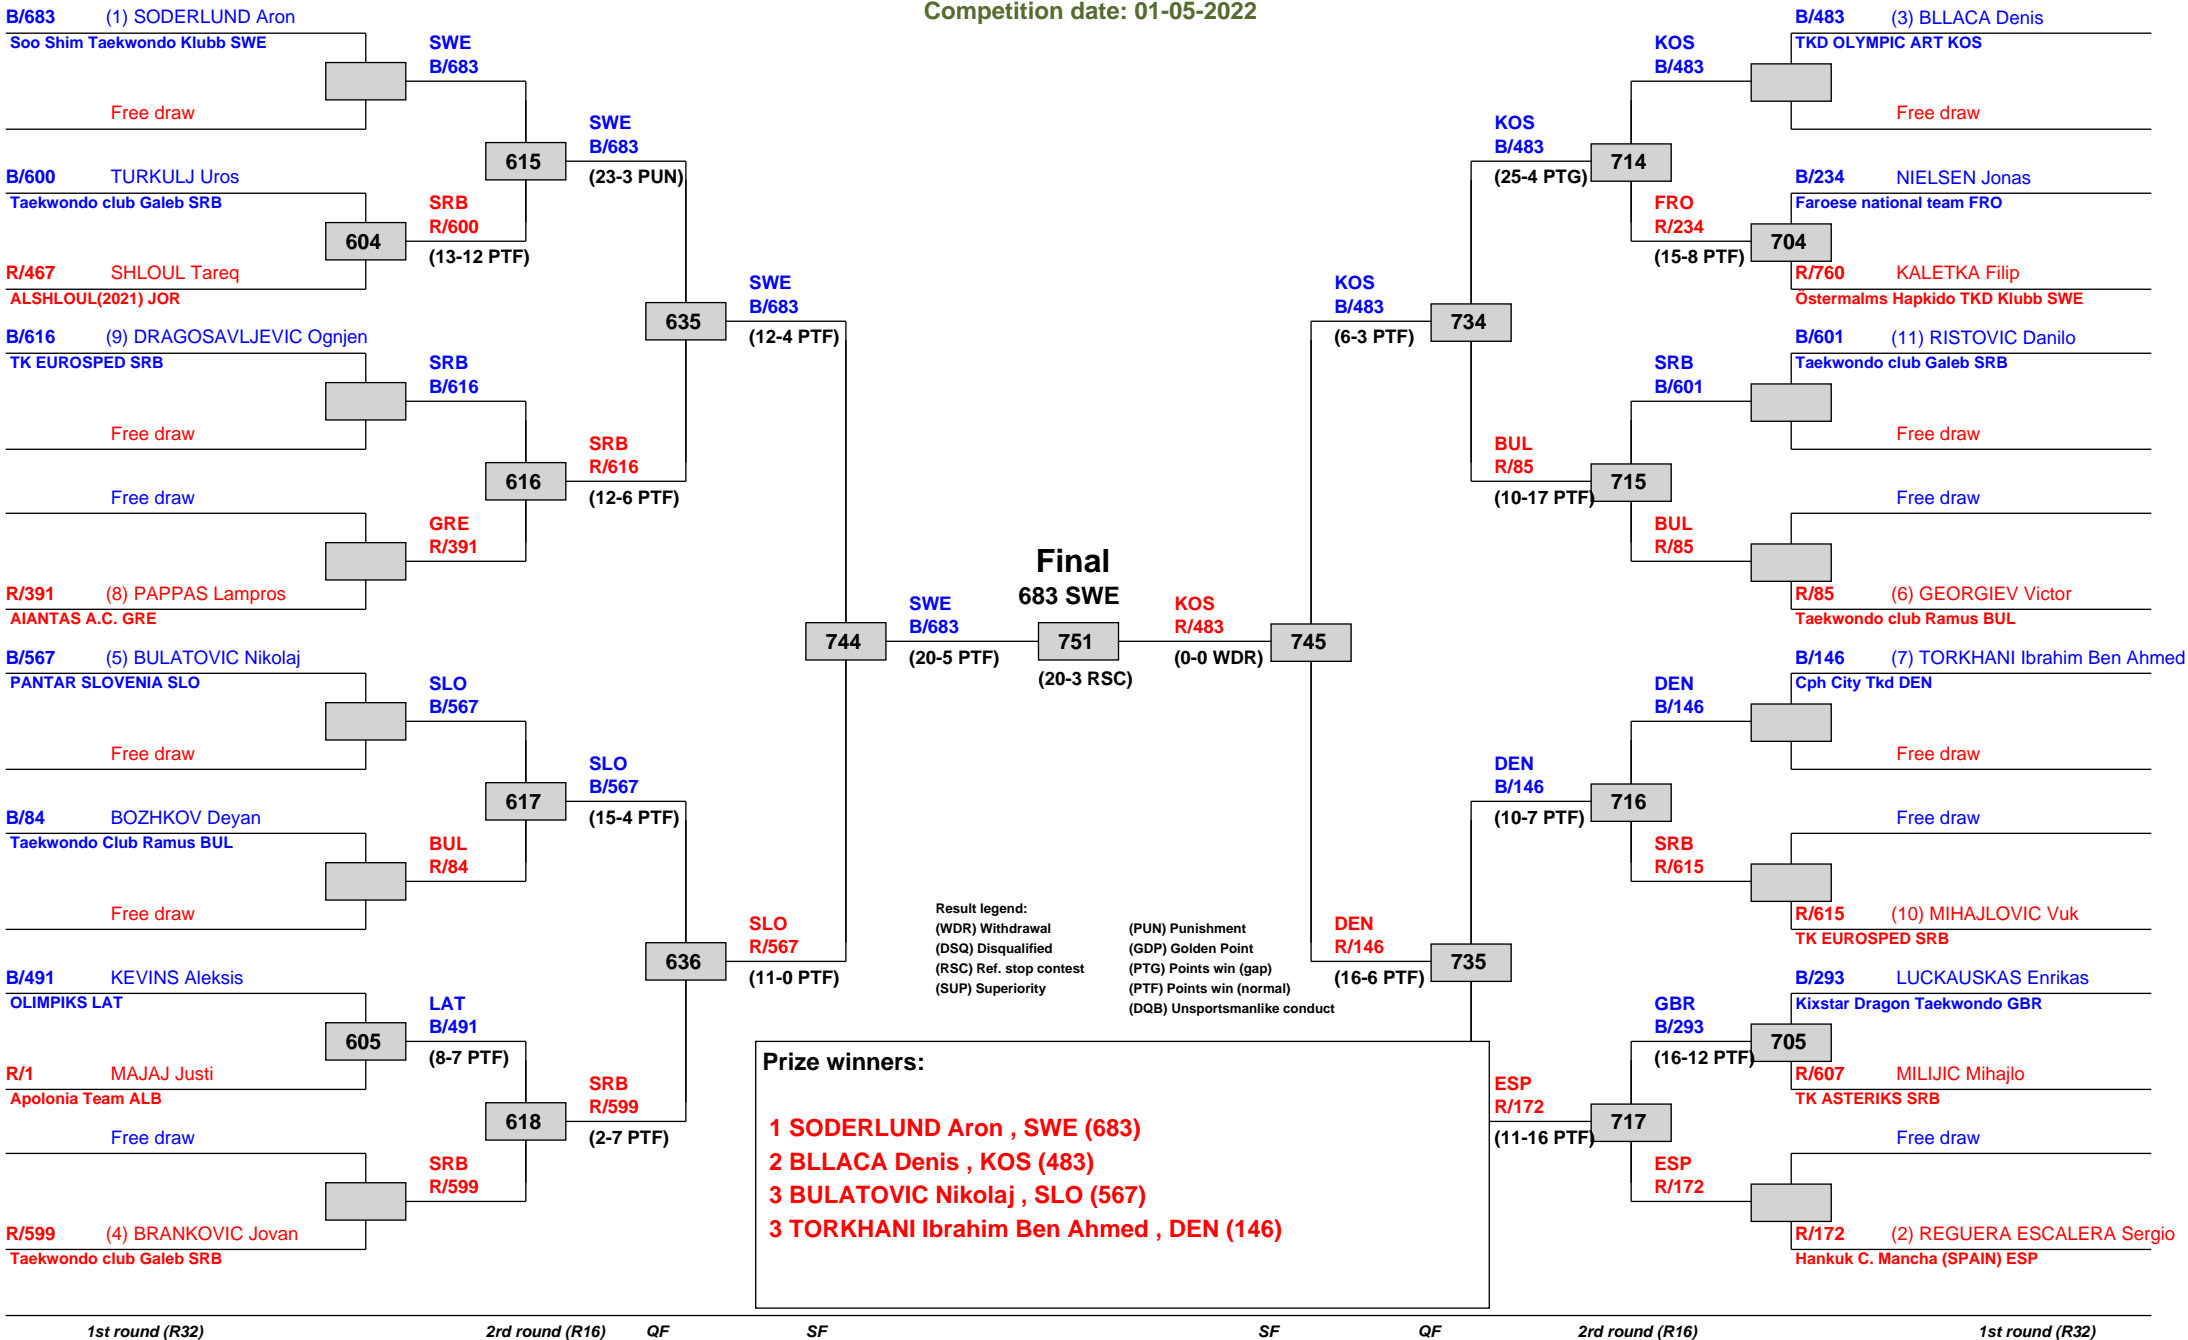 Competition date: 01-05-2022
B/683 (1) SODERLUND Aron
Soo Shim Taekwondo Klubb SWE
Free draw
B/600 TURKULJ Uros
Taekwondo club Galeb SRB
604
R/467 SHLOUL Tareq
ALSHLOUL(2021) JOR
B/616 (9) DRAGOSAVLJEVIC Ognjen
TK EUROSPED SRB
Free draw
Free draw
R/391 (8) PAPPAS Lampros
AIANTAS A.C. GRE
B/567 (5) BULATOVIC Nikolaj
PANTAR SLOVENIA SLO
Free draw
B/84 BOZHKOV Deyan
Taekwondo Club Ramus BUL
Free draw
B/491 KEVINS Aleksis
OLIMPIKS LAT
605
R/1 MAJAJ Justi
Apolonia Team ALB
Free draw
R/599 (4) BRANKOVIC Jovan
Taekwondo club Galeb SRB
SWE
B/683
615
SRB
R/600
(13-12 PTF)
SRB
B/616
616
GRE
R/391
SLO
B/567
617
BUL
R/84
LAT
B/491
(8-7 PTF)
618
SRB
R/599
SWE
B/683
(23-3 PUN)
635
SRB
R/616
(12-6 PTF)
SLO
B/567
(15-4 PTF)
636
SRB
R/599
(2-7 PTF)
SWE
B/683
(12-4 PTF)
744
SLO
R/567
(11-0 PTF)
SWE
B/683
(20-5 PTF)
Final
683 SWE
751
(20-3 RSC)
KOS
R/483
(0-0 WDR)
745
KOS
B/483
(6-3 PTF)
734
DEN
R/146
(16-6 PTF)
735
KOS
B/483
(25-4 PTG)
714
BUL
R/85
(10-17 PTF)
715
DEN
B/146
(10-7 PTF)
716
ESP
R/172
(11-16 PTF)
717
KOS
B/483
FRO
R/234
(15-8 PTF)
SRB
B/601
BUL
R/85
DEN
B/146
SRB
R/615
GBR
B/293
(16-12 PTF)
ESP
R/172
B/483 (3) BLLACA Denis
TKD OLYMPIC ART KOS
Free draw
B/234 NIELSEN Jonas
Faroese national team FRO
704
R/760 KALETKA Filip
Östermalms Hapkido TKD Klubb SWE
B/601 (11) RISTOVIC Danilo
Taekwondo club Galeb SRB
Free draw
Free draw
R/85 (6) GEORGIEV Victor
Taekwondo club Ramus BUL
B/146 (7) TORKHANI Ibrahim Ben Ahmed
Cph City Tkd DEN
Free draw
Free draw
R/615 (10) MIHAJLOVIC Vuk
TK EUROSPED SRB
B/293 LUCKAUSKAS Enrikas
Kixstar Dragon Taekwondo GBR
705
R/607 MILIJIC Mihajlo
TK ASTERIKS SRB
Free draw
R/172 (2) REGUERA ESCALERA Sergio
Hankuk C. Mancha (SPAIN) ESP
Result legend:
(WDR) Withdrawal (PUN) Punishment
(DSQ) Disqualified (GDP) Golden Point
(RSC) Ref. stop contest (PTG) Points win (gap)
(SUP) Superiority (PTF) Points win (normal)
(DQB) Unsportsmanlike conduct
Prize winners:
1 SODERLUND Aron , SWE (683)
2 BLLACA Denis , KOS (483)
3 BULATOVIC Nikolaj , SLO (567)
3 TORKHANI Ibrahim Ben Ahmed , DEN (146)
1st round (R32) 2rd round (R16) QF SF SF QF 2rd round (R16) 1st round (R32)